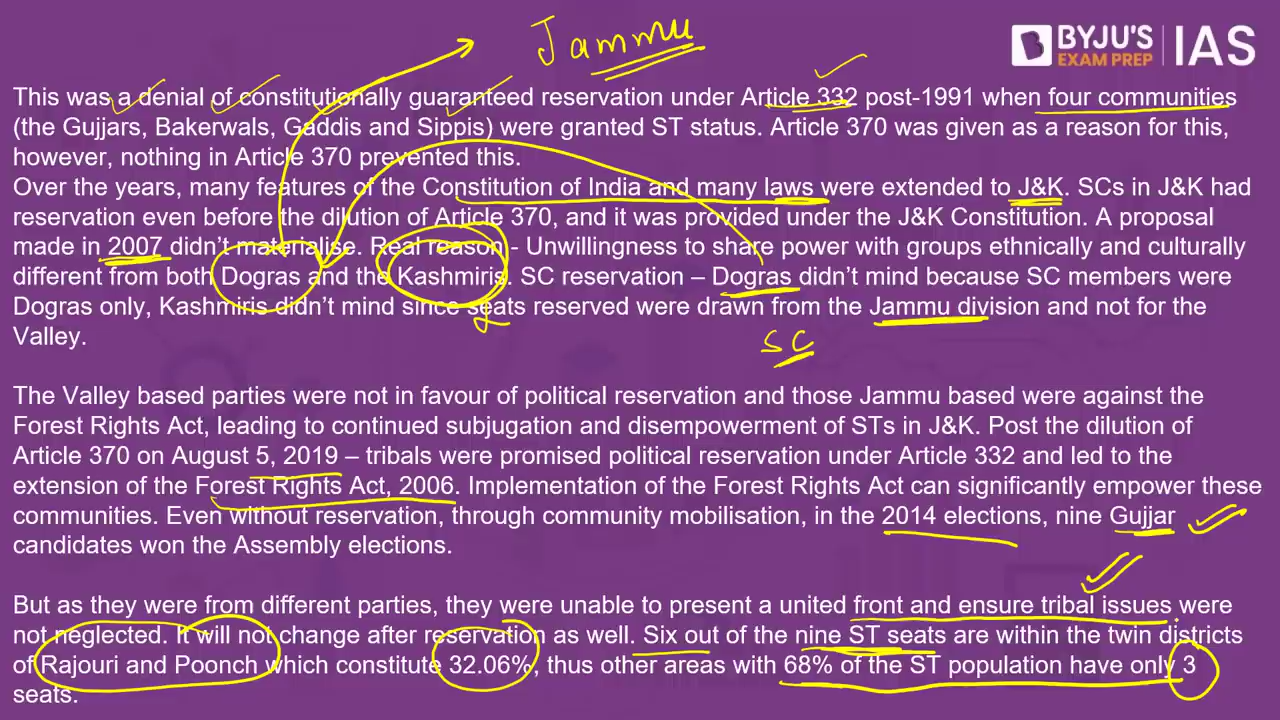 Jammu
BYJU'S
EXAM PREP
IAS
This was a denial of constitutionally guaranteed reservation under Article 332 post-1991 when four communities
(the Gujjars, Bakerwals, Gaddis and Sippis) were granted ST status. Article 370 was given as a reason for this,
however, nothing in Article 370 prevented this.
Over the years, many features of the Constitution of India and many laws were extended to J&K. SCs in J&K had
reservation even before the dilution of Article 370, and it was provided under the J&K Constitution. A proposal
made in 2007 didn't materialise. Real reason - Unwillingness to share power with groups ethnically and culturally
different from both Dogras and the Kashmiris. SC reservation – Dogras didn't mind because SC members were
Dogras only, Kashmiris didn't mind since seats reserved were drawn from the Jammu division and not for the
Valley.
SC
The Valley based parties were not in favour of political reservation and those Jammu based were against the
Forest Rights Act, leading to continued subjugation and disempowerment of STs in J&K. Post the dilution of
Article 370 on August 5, 2019 – tribals were promised political reservation under Article 332 and led to the
extension of the Forest Rights Act, 2006. Implementation of the Forest Rights Act can significantly empower these
communities. Even without reservation, through community mobilisation, in the 2014 elections, nine Gujjar
candidates won the Assembly elections.
But as they were from different parties, they were unable to present a united front and ensure tribal issues were
not neglected. It will not change after reservation as well. Six out of the nine ST seats are within the twin districts
of Rajouri and Poonch which constitute 32.06%, thus other areas with 68% of the ST population have only 3
seats.